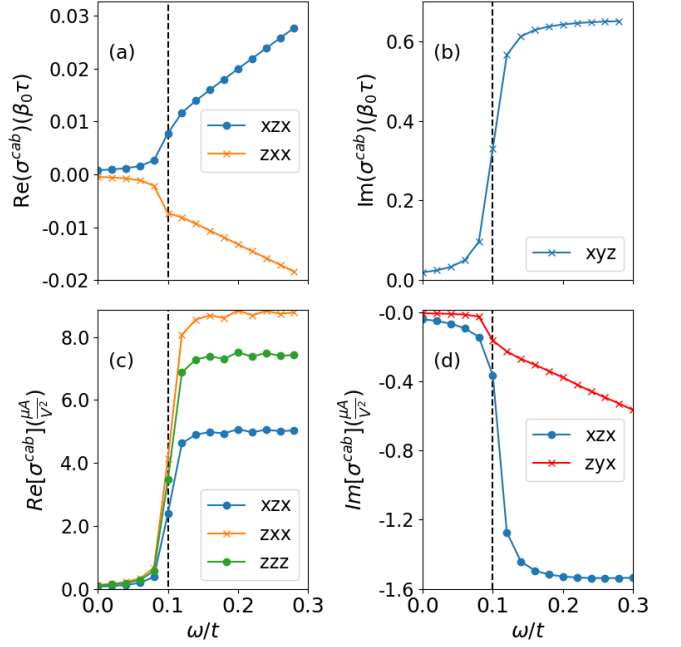 (a)
Re(σ^{cab})(β₀τ)
0.03
0.02
0.01
0.00
-0.01
-0.02
xzx
zxx
(b)
Im(σ^{cab})(β₀τ)
0.6
0.4
0.2
0.0
xyz
(c)
Re[σ^{cab}](μA/V²)
8.0
6.0
4.0
2.0
0.0
xzx
zxx
zzz
0.0
0.1
0.2
0.3
ω/t
(d)
Im[σ^{cab}](μA/V²)
-0.0
-0.4
-0.8
-1.2
-1.6
xzx
zyx
0.0
0.1
0.2
0.3
ω/t